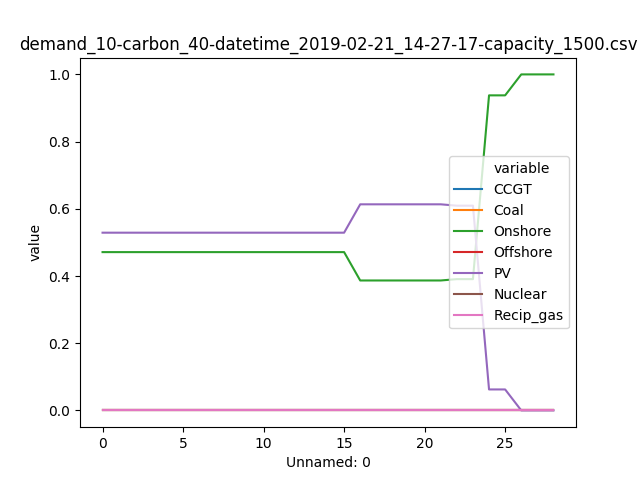 demand_10-carbon_40-datetime_2019-02-21_14-27-17-capacity_1500.csv
1.0
0.8
0.6
0.4
0.2
0.0
value
variable
CCGT
Coal
Onshore
Offshore
PV
Nuclear
Recip_gas
0 5 10 15 20 25
Unnamed: 0